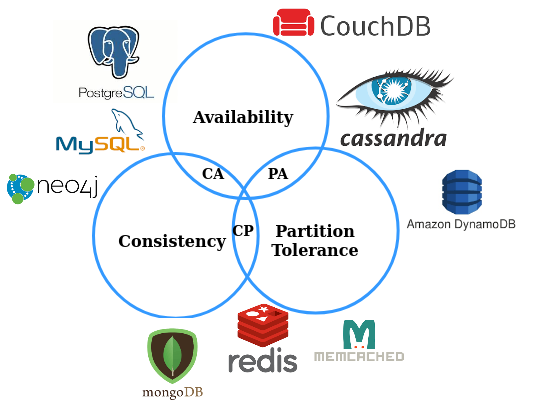 CouchDB
PostgreSQL
Availability
cassandra
MySQL®
CA
PA
neo4j
Amazon DynamoDB
CP
Consistency
Partition
Tolerance
redis
MEMCACHED
mongoDB